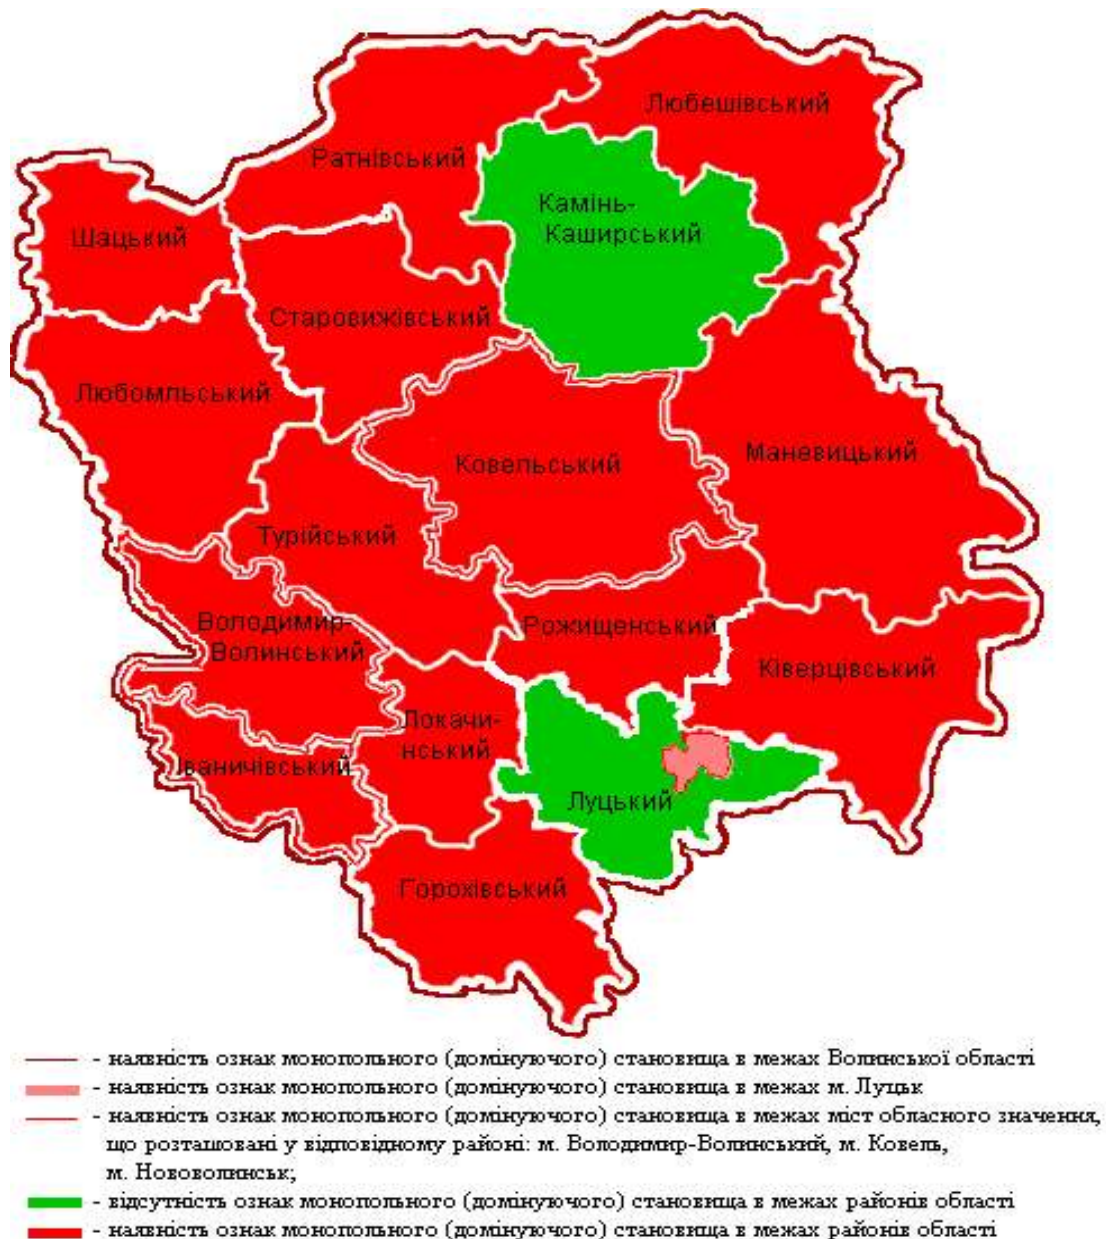 Любешівський
Ратнівський
Камінь-
Каширський
Шацький
Старовижівський
Любомльський
Маневицький
Ковельський
Турійський
Володимир-
Волинський
Рожищенський
Ківерцівський
Локачи-
нський
Іваничівський
Луцький
Горохівський
- наявність ознак монопольного (домінуючого) становища в межах Волинської області
- наявність ознак монопольного (домінуючого) становища в межах м. Луцьк
- наявність ознак монопольного (домінуючого) становища в межах міст обласного значення,
що розташовані у відповідному районі: м. Володимир-Волинський, м. Ковель,
м. Нововолинськ;
- відсутність ознак монопольного (домінуючого) становища в межах районів області
- наявність ознак монопольного (домінуючого) становища в межах районів області